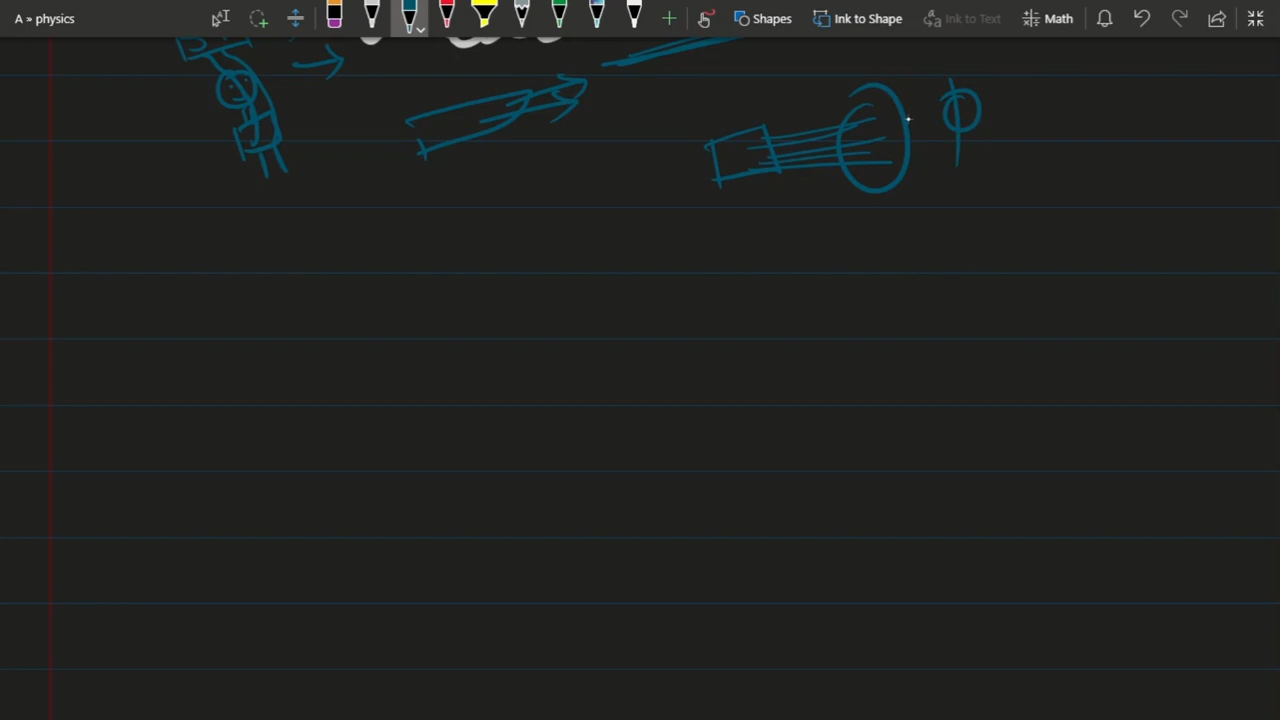 A » physics
Shapes
Ink to Shape
Ink to Text
Math
ϕ